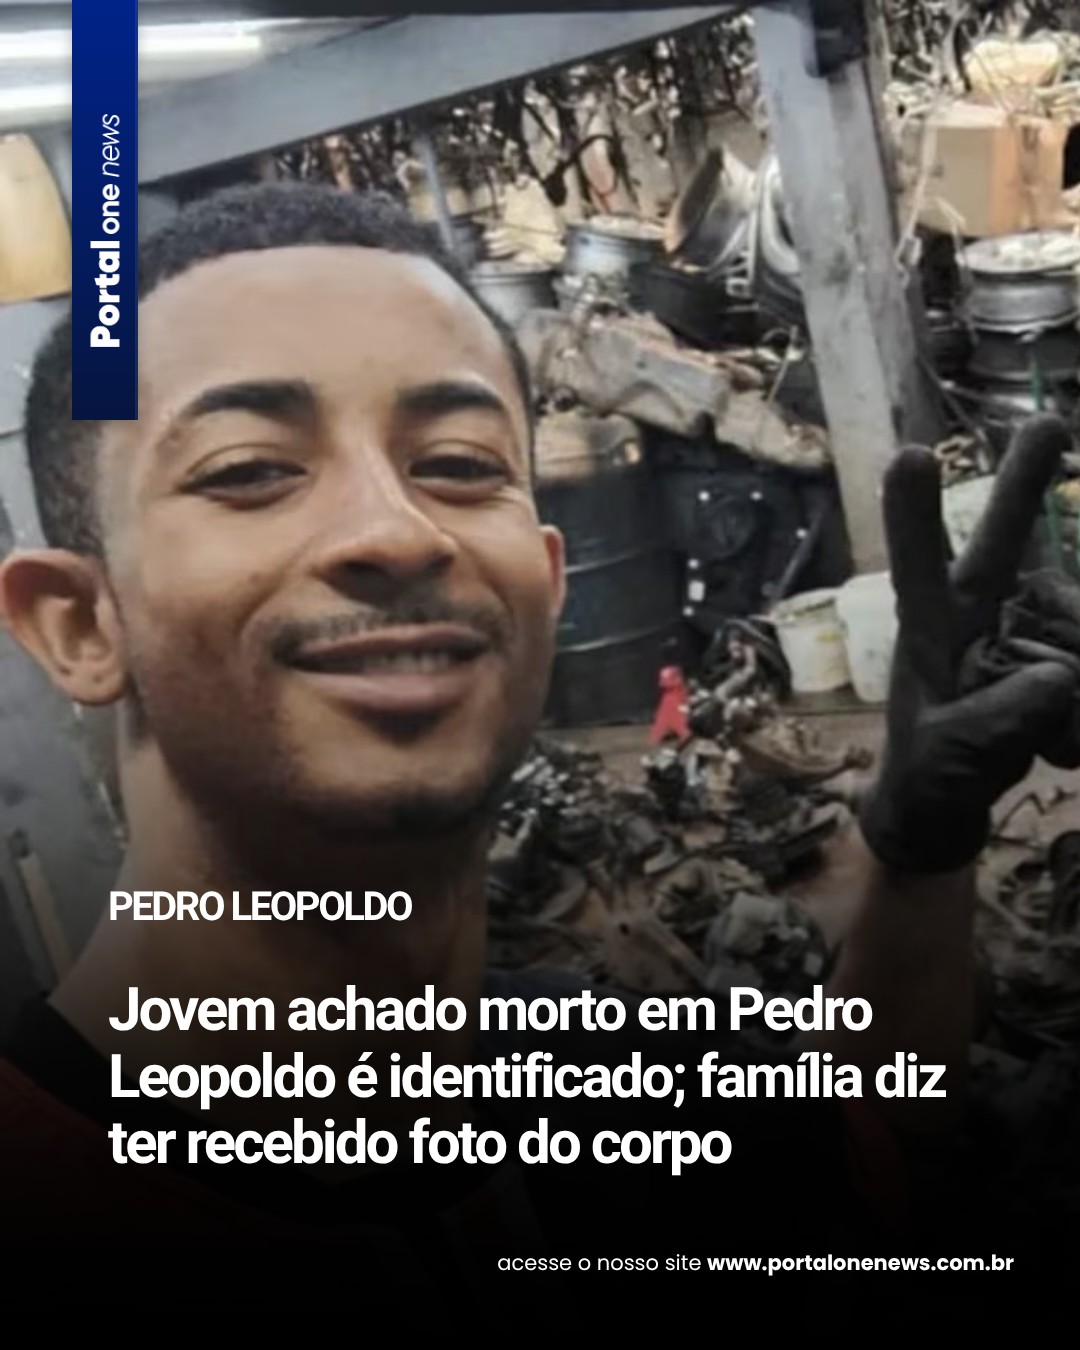 Portal one news
PEDRO LEOPOLDO
Jovem achado morto em Pedro
Leopoldo é identificado; família diz
ter recebido foto do corpo
acesse o nosso site www.portalonenews.com.br